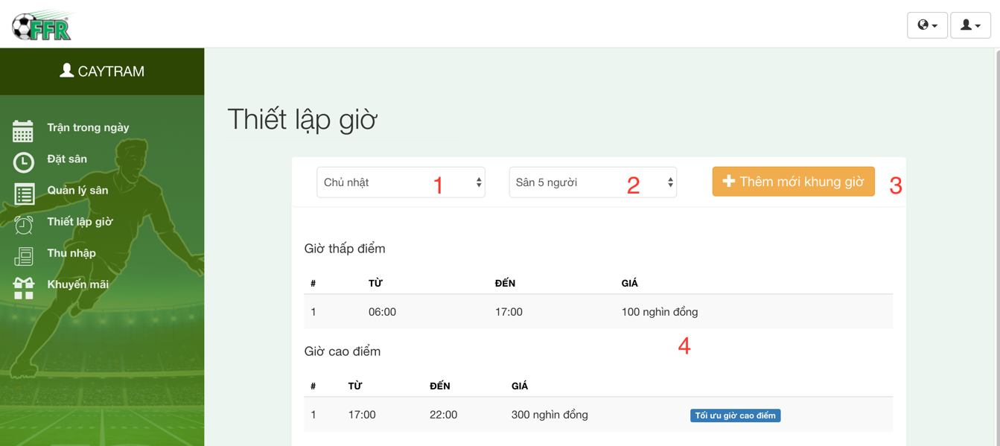 FFR
CAYTRAM
Trận trong ngày
Đặt sân
Quản lý sân
Thiết lập giờ
Thu nhập
Khuyến mãi
Thiết lập giờ
Chủ nhật 1 Sân 5 người 2 Thêm mới khung giờ 3
Giờ thấp điểm
# TỪ ĐẾN GIÁ
1 06:00 17:00 100 nghìn đồng
4
Giờ cao điểm
# TỪ ĐẾN GIÁ
1 17:00 22:00 300 nghìn đồng Tối ưu giờ cao điểm